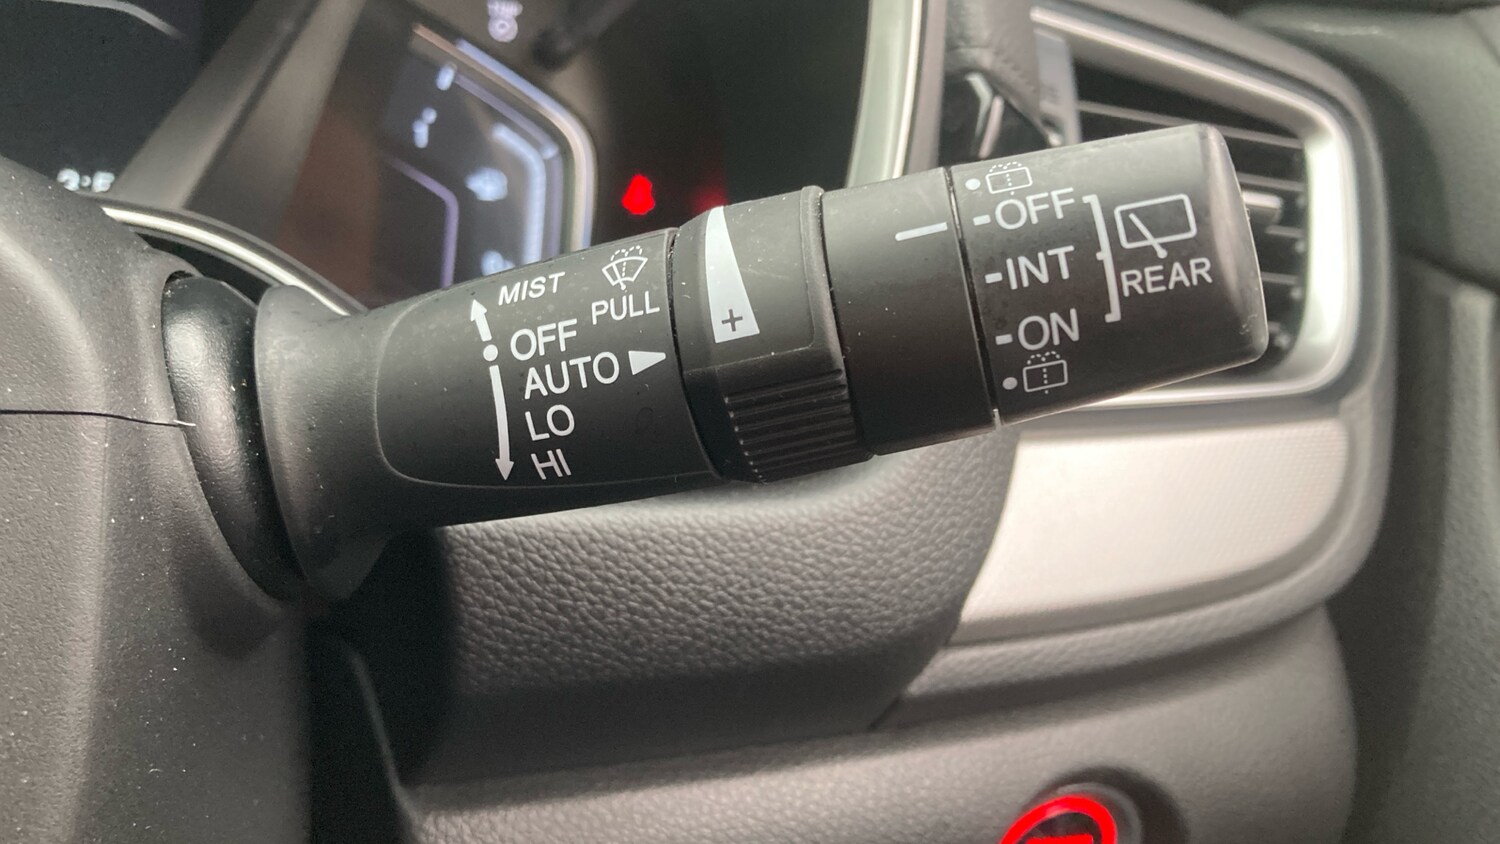 MIST
PULL
OFF
AUTO
LO
HI
+
-OFF
-INT
-ON
REAR